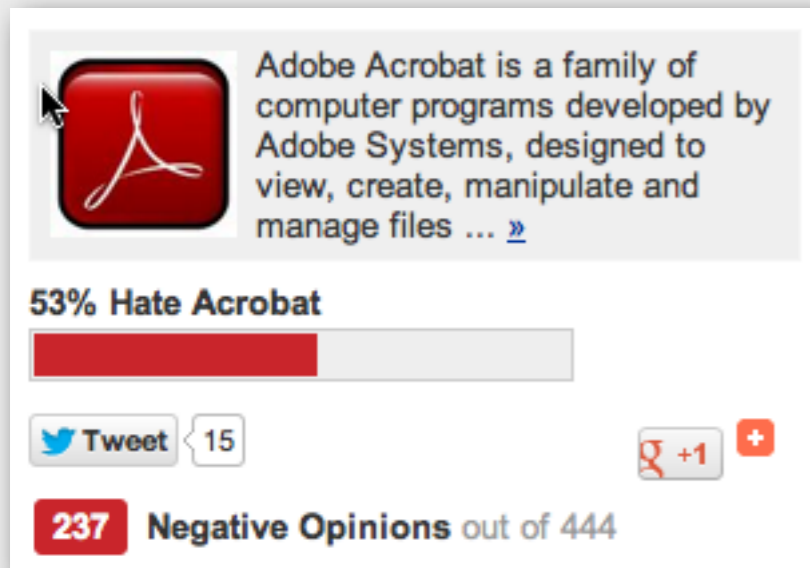 Adobe Acrobat is a family of
computer programs developed by
Adobe Systems, designed to
view, create, manipulate and
manage files ... »
53% Hate Acrobat
Tweet 15
g +1 +
237 Negative Opinions out of 444